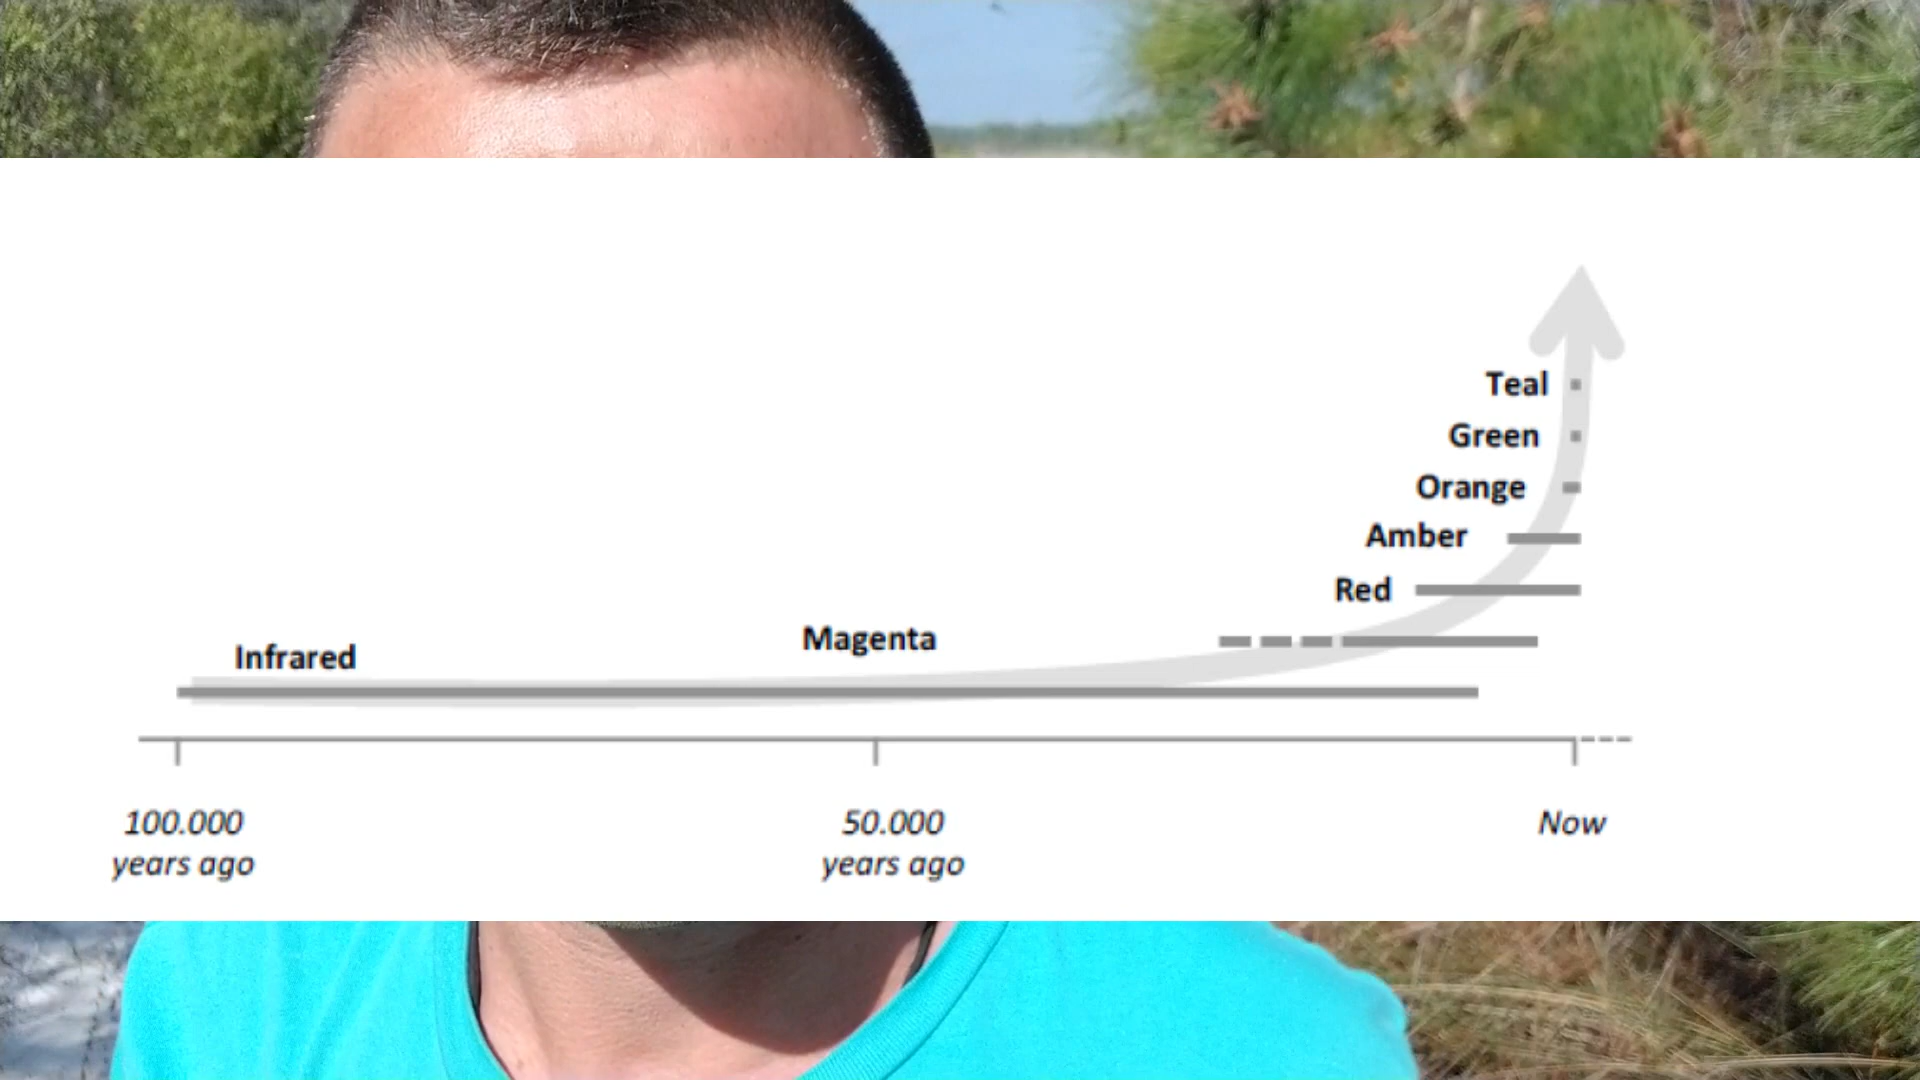 Teal
Green
Orange
Amber
Red
Magenta
Infrared
100.000
years ago
50.000
years ago
Now